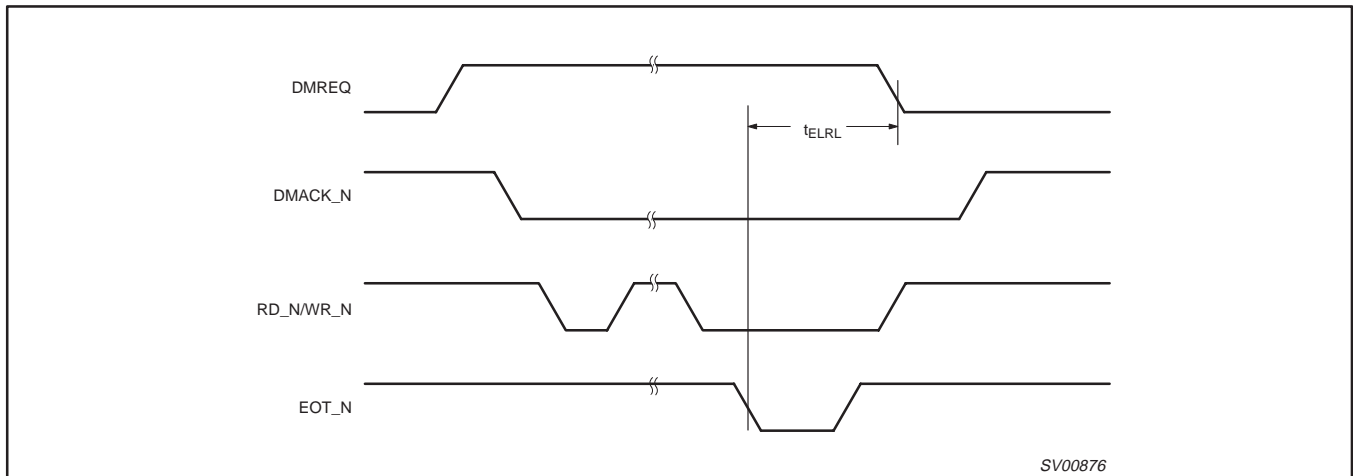 DMREQ
tELRL
DMACK_N
RD_N/WR_N
EOT_N
SV00876